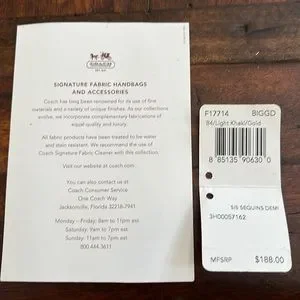 COACH
EST. 1941
SIGNATURE FABRIC HANDBAGS
AND ACCESSORIES
Coach has long been renowned for its use of fine
materials and a variety of unique finishes. As our collections
evolve, we incorporate complementary fabrications of
equal quality and luxury.
All fabric products have been treated to be water
and stain resistant. We recommend the use of
Coach Signature Fabric Cleaner with this collection.
Visit our website at coach.com.
You can also contact us at:
Coach Consumer Service
One Coach Way
Jacksonville, Florida 32218-7941
Monday – Friday: 8am to 11pm est
Saturday: 9am to 7pm est
Sunday: 11am to 7pm est
800.444.3611
F17714 BIGGD
B4/Light Khaki/Gold
8 85135 90630 0
SIS SEQUINS DEMI
3H00057162
MFSRP $188.00